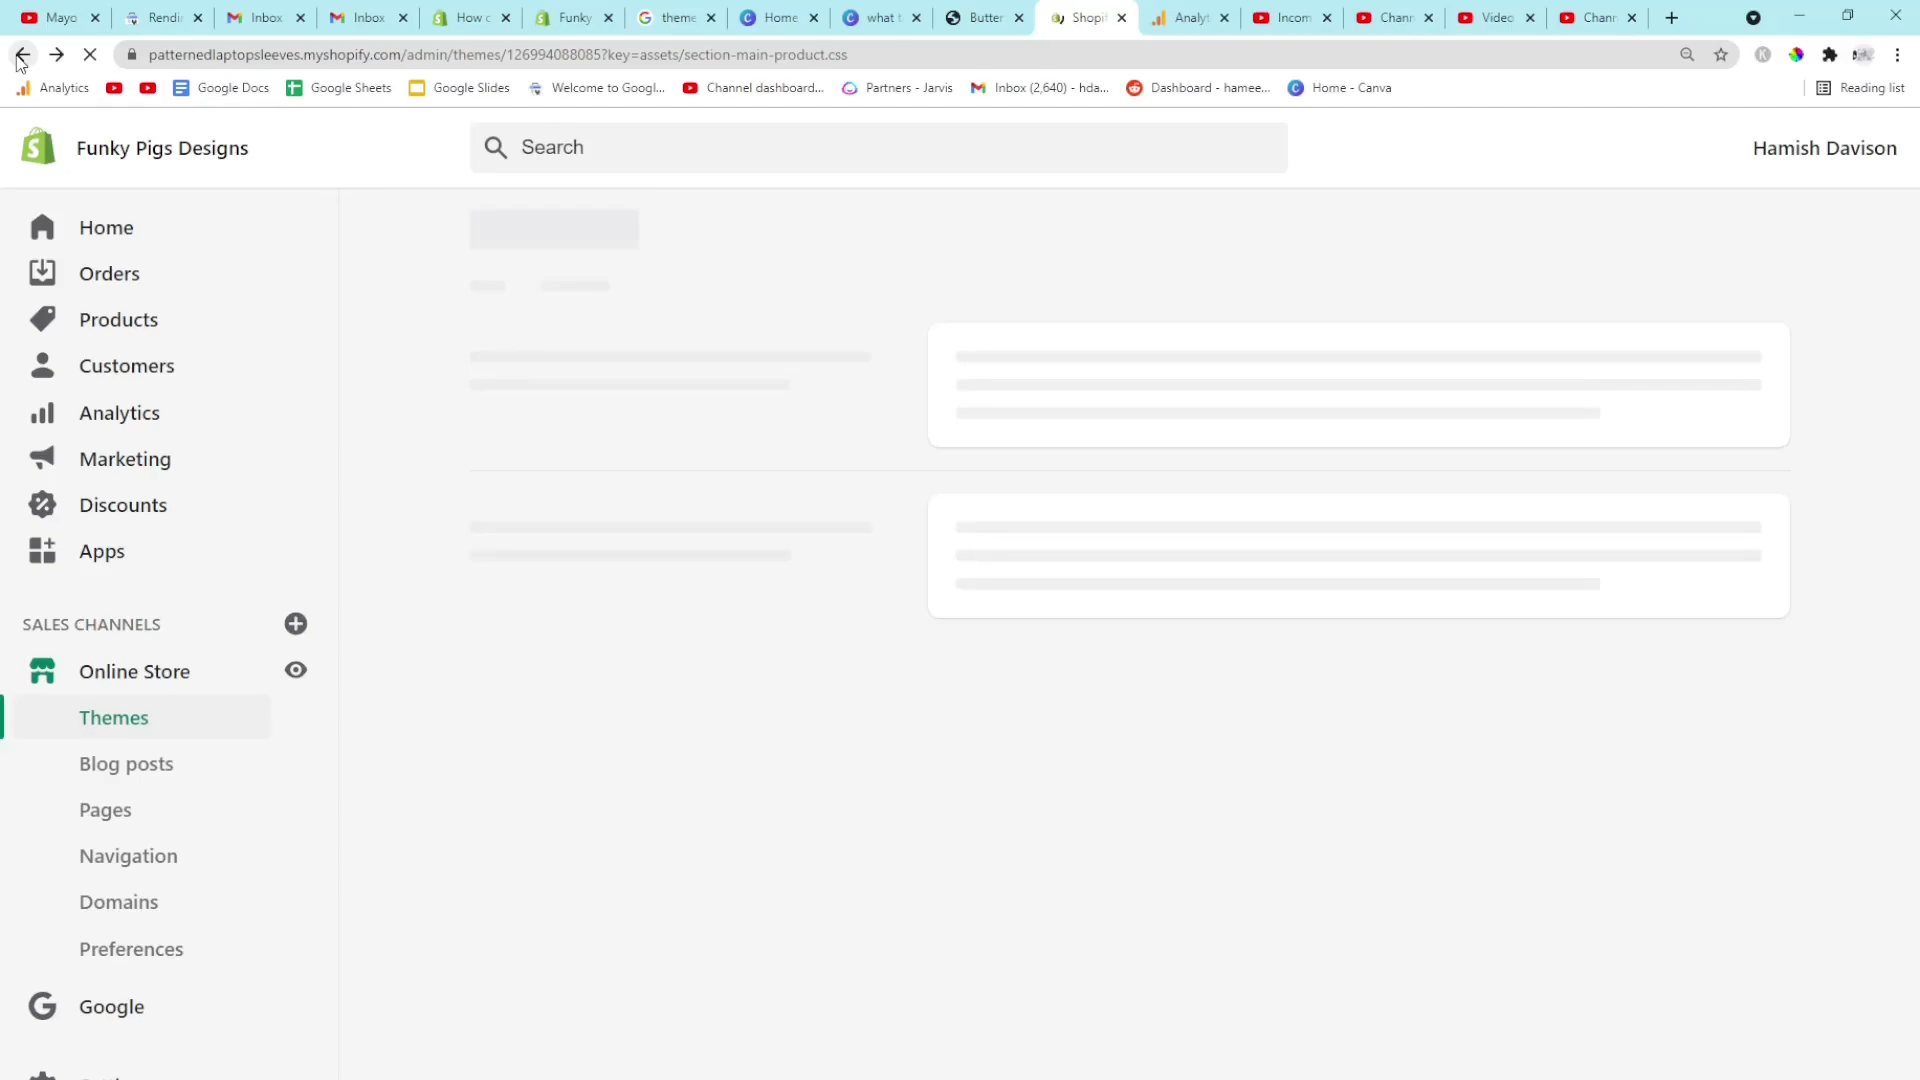 Mayo
Rendi
Inbox
Inbox
How c
Funky
theme
Home
what t
Butter
Shopif
Analyt
Incom
Chann
Video
Chann
patternedlaptopsleeves.myshopify.com/admin/themes/126994088085?key=assets/section-main-product.css
K
Analytics
Google Docs
Google Sheets
Google Slides
Welcome to Googl...
Channel dashboard...
Partners - Jarvis
Inbox (2,640) - hda...
Dashboard - hamee...
Home - Canva
Reading list
Funky Pigs Designs
Search
Hamish Davison
Home
Orders
Products
Customers
Analytics
Marketing
Discounts
Apps
SALES CHANNELS
Online Store
Themes
Blog posts
Pages
Navigation
Domains
Preferences
Google